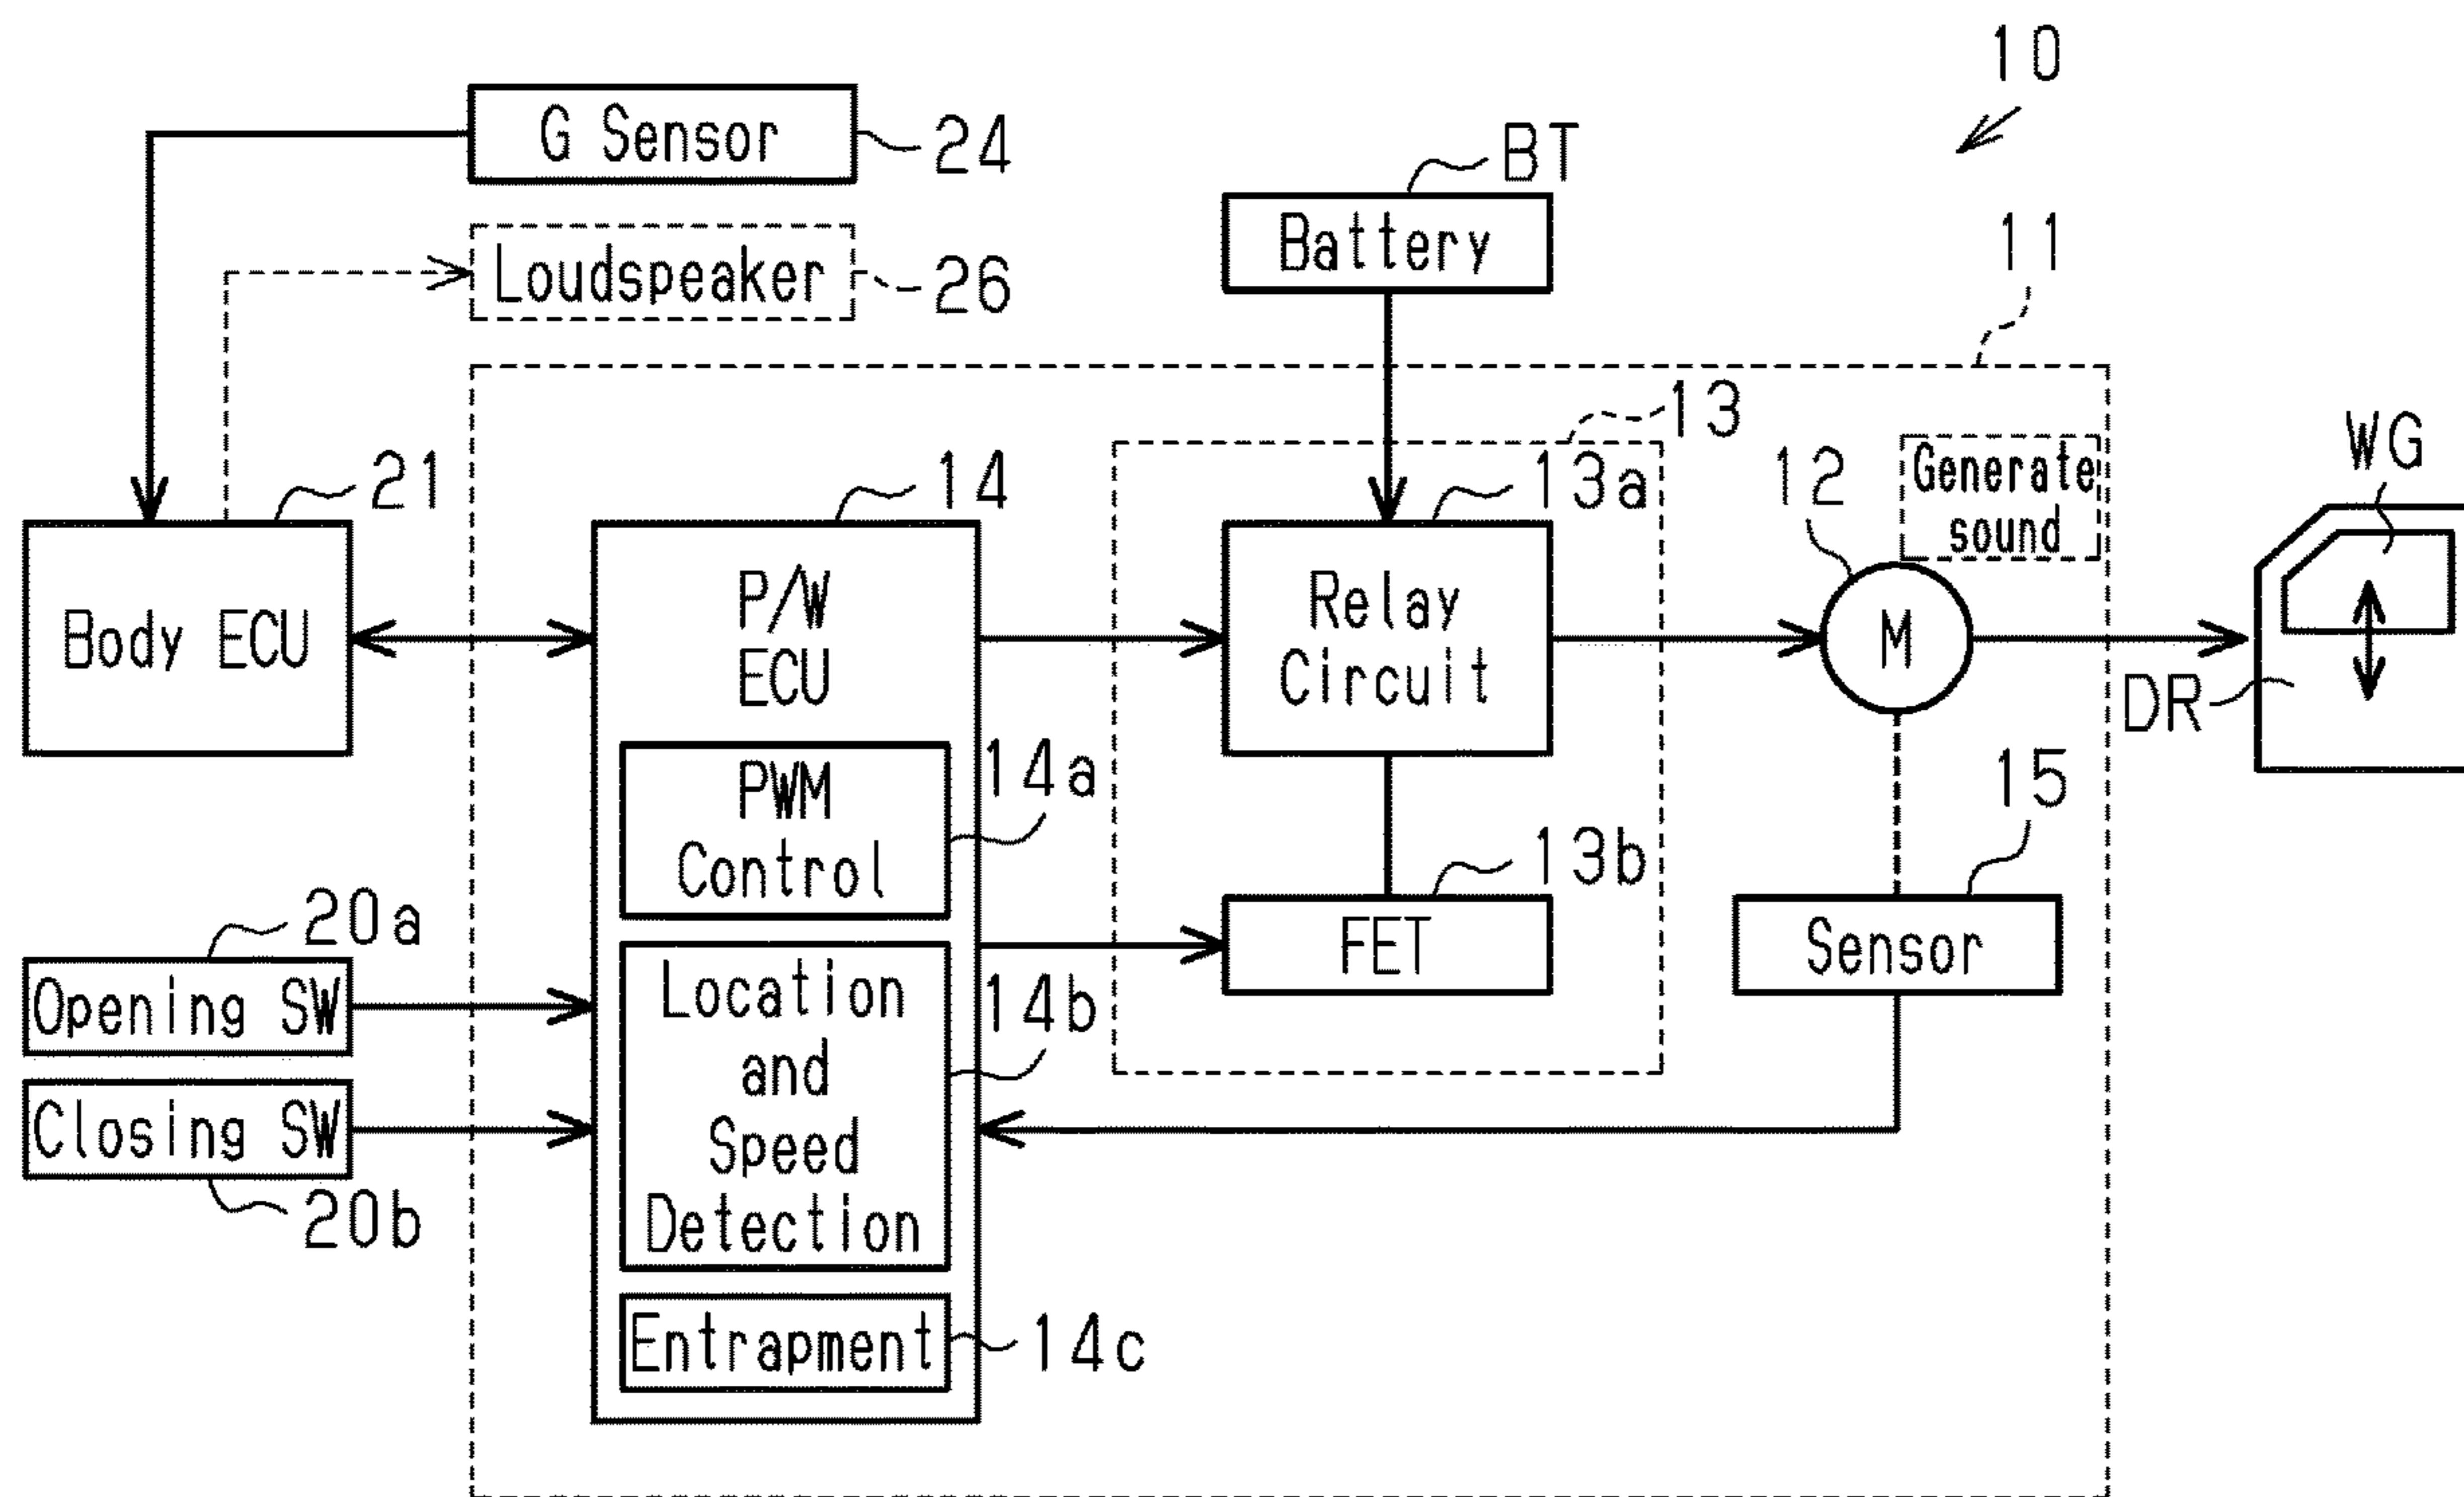 10
G Sensor
24
BT
Battery
Loudspeaker
26
11
13
WG
21
14
13a
12
Generate
sound
Body ECU
P/W
ECU
Relay
Circuit
M
DR
PWM
Control
14a
15
13b
20a
FET
Sensor
Opening SW
Location
and
Speed
Detection
14b
Closing SW
20b
Entrapment
14c